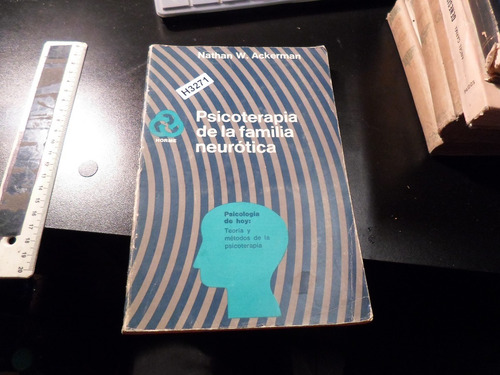 Nathan W. Ackerman
H3271
Psicoterapia
de la familia
neurótica
HORMÉ
Psicología
de hoy:
Teoría y
métodos de la
psicoterapia